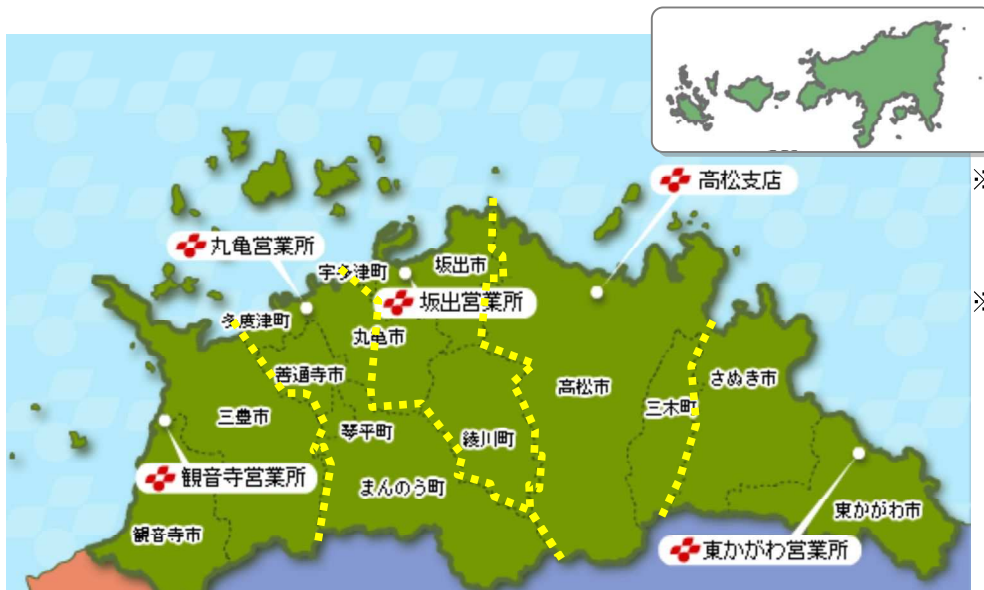 ※
高松支店
丸亀営業所
宇多津町
坂出市
坂出営業所
※
多度津町
丸亀市
善通寺市
さぬき市
高松市
三木町
三豊市
琴平町
綾川町
観音寺営業所
まんのう町
東かがわ市
観音寺市
東かがわ営業所